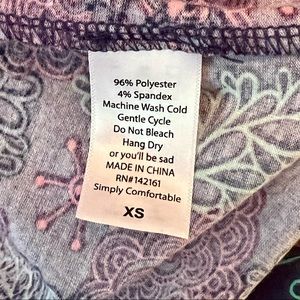 96% Polyester
4% Spandex
Machine Wash Cold
Gentle Cycle
Do Not Bleach
Hang Dry
or you'll be sad
MADE IN CHINA
RN#142161
Simply Comfortable
XS